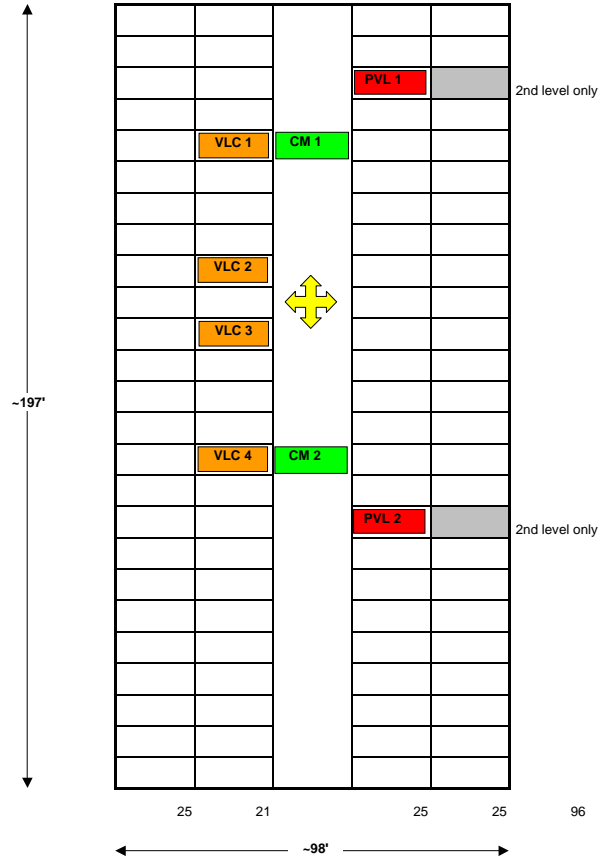 PVL 1
2nd level only
VLC 1 CM 1
VLC 2
VLC 3
~197'
VLC 4 CM 2
PVL 2
2nd level only
25 21 25 25 96
~98'